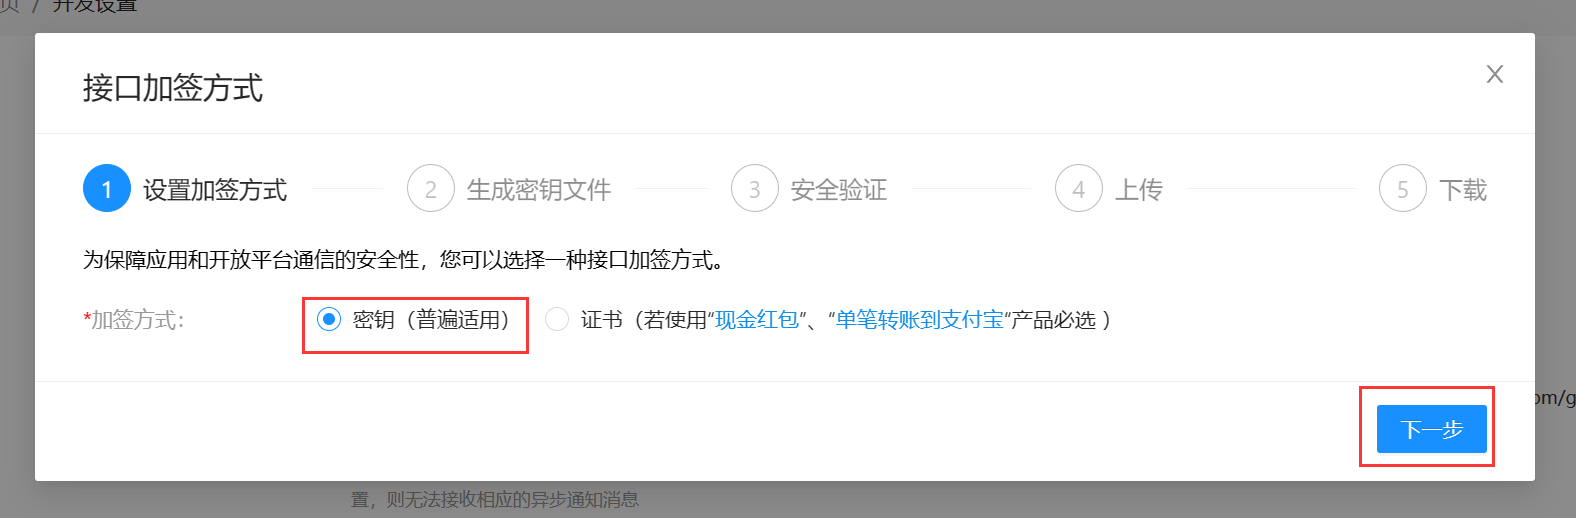 页 / 开发设置
接口加签方式
X
1 设置加签方式 2 生成密钥文件 3 安全验证 4 上传 5 下载
为保障应用和开放平台通信的安全性，您可以选择一种接口加签方式。
*加签方式： 密钥（普遍适用） 证书（若使用“现金红包”、“单笔转账到支付宝“产品必选 ）
om/g
下一步
置，则无法接收相应的异步通知消息